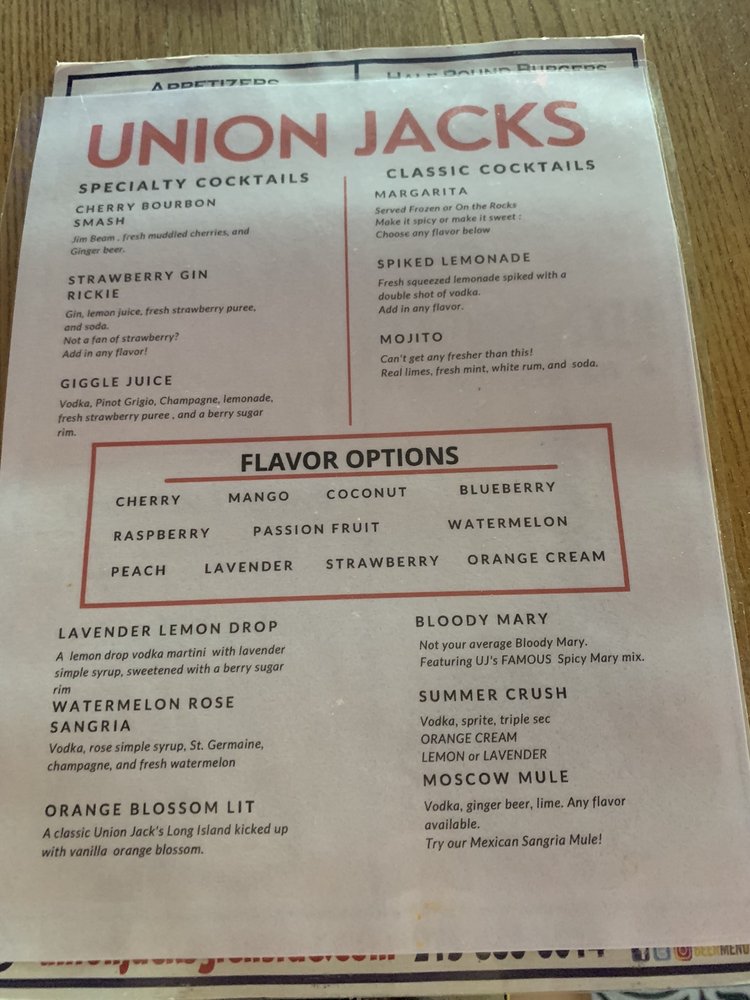 APPETIZERS
HALF POUND BURGERS
UNION JACKS
SPECIALTY COCKTAILS
CHERRY BOURBON
SMASH
Jim Beam , fresh muddled cherries, and
Ginger beer.
STRAWBERRY GIN
RICKIE
Gin, lemon juice, fresh strawberry puree,
and soda.
Not a fan of strawberry?
Add in any flavor!
GIGGLE JUICE
Vodka, Pinot Grigio, Champagne, lemonade,
fresh strawberry puree , and a berry sugar
rim.
CLASSIC COCKTAILS
MARGARITA
Served Frozen or On the Rocks
Make it spicy or make it sweet :
Choose any flavor below
SPIKED LEMONADE
Fresh squeezed lemonade spiked with a
double shot of vodka.
Add in any flavor.
MOJITO
Can't get any fresher than this!
Real limes, fresh mint, white rum, and soda.
FLAVOR OPTIONS
CHERRY MANGO COCONUT BLUEBERRY
RASPBERRY PASSION FRUIT WATERMELON
PEACH LAVENDER STRAWBERRY ORANGE CREAM
LAVENDER LEMON DROP
A lemon drop vodka martini with lavender
simple syrup, sweetened with a berry sugar
rim
WATERMELON ROSE
SANGRIA
Vodka, rose simple syrup, St. Germaine,
champagne, and fresh watermelon
ORANGE BLOSSOM LIT
A classic Union Jack's Long Island kicked up
with vanilla orange blossom.
BLOODY MARY
Not your average Bloody Mary.
Featuring UJ's FAMOUS Spicy Mary mix.
SUMMER CRUSH
Vodka, sprite, triple sec
ORANGE CREAM
LEMON or LAVENDER
MOSCOW MULE
Vodka, ginger beer, lime. Any flavor
available.
Try our Mexican Sangria Mule!
BEERMENU